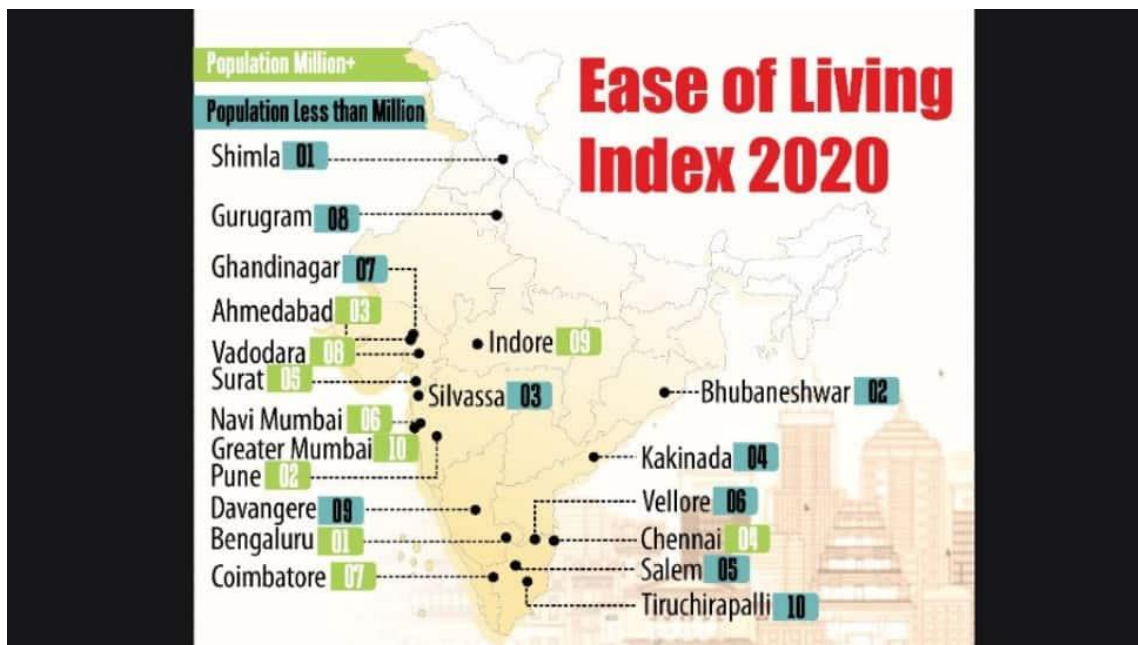 Population Million+
Population Less than Million
Ease of Living
Index 2020
Shimla 01
Gurugram 08
Ghandinagar 07
Ahmedabad 03
Vadodara 08
Surat 05
Navi Mumbai 06
Greater Mumbai 10
Pune 02
Davangere 09
Bengaluru 01
Coimbatore 07
Indore 09
Silvassa 03
Bhubaneshwar 02
Kakinada 04
Vellore 06
Chennai 04
Salem 05
Tiruchirapalli 10